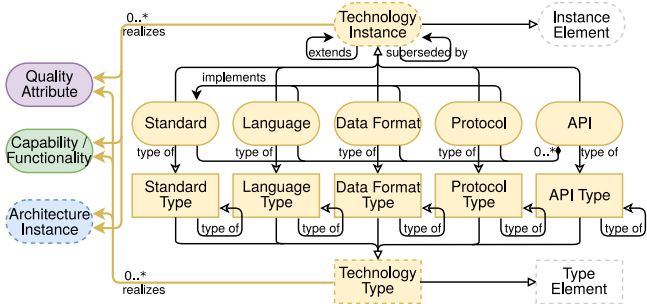 0..*
realizes
Technology
Instance
Instance
Element
extends
superseded by
Quality
Attribute
implements
Capability /
Functionality
Standard
Language
Data Format
Protocol
API
type of
type of
type of
type of
0..*
type of
Architecture
Instance
Standard
Type
Language
Type
Data Format
Type
Protocol
Type
API Type
type of
type of
type of
type of
type of
0..*
realizes
Technology
Type
Type
Element